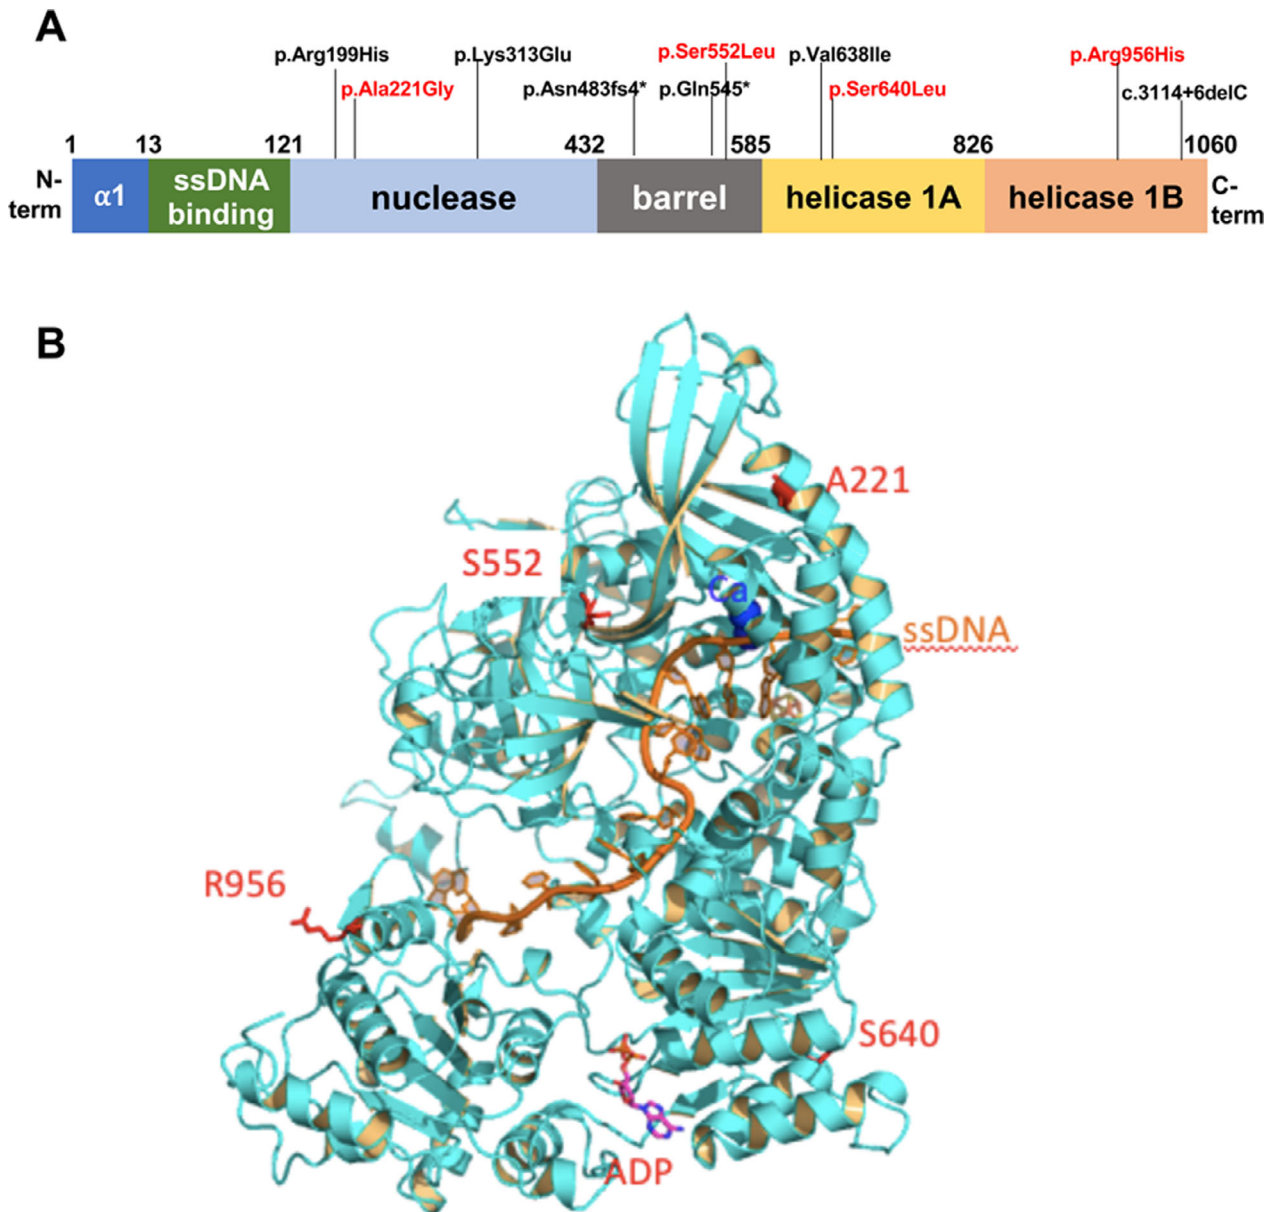 A
p.Arg199His p.Lys313Glu p.Ser552Leu p.Val638Ile p.Arg956His
p.Ala221Gly p.Asn483fs4* p.Gln545* p.Ser640Leu c.3114+6delC
1 13 121 432 585 826 1060
N-
term
α1
ssDNA
binding
nuclease
barrel
helicase 1A
helicase 1B
C-
term
B
A221
S552
Ca
ssDNA
R956
S640
ADP